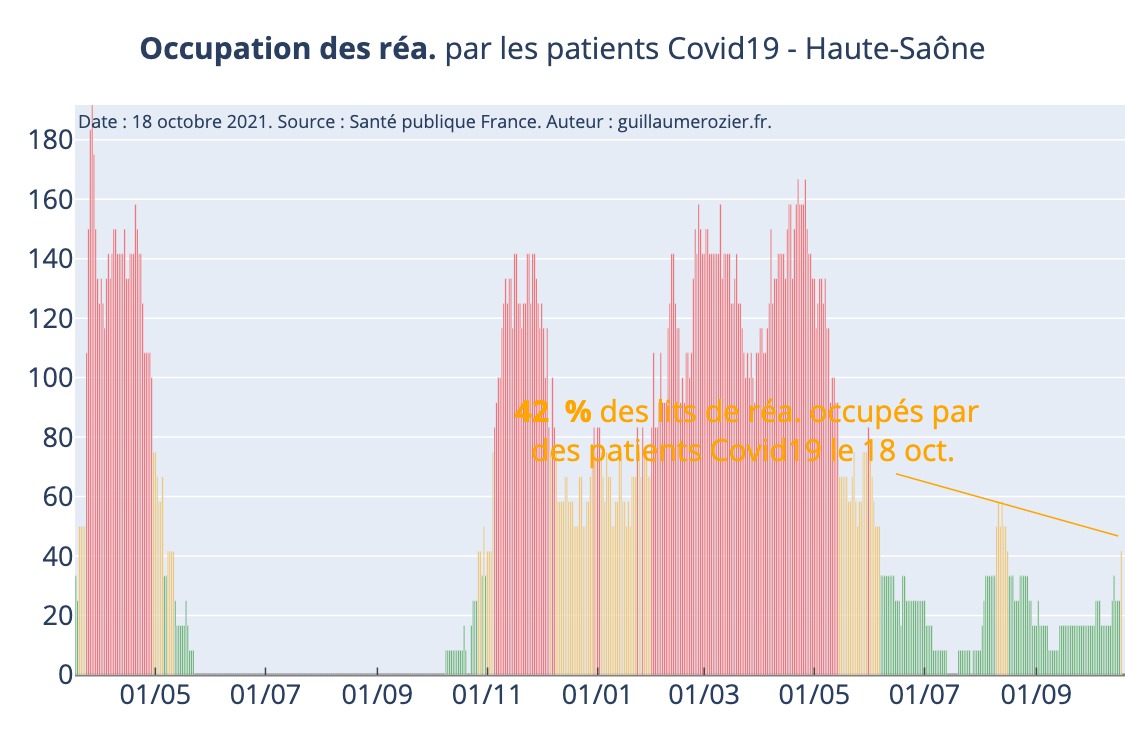 Occupation des réa. par les patients Covid19 - Haute-Saône
Date : 18 octobre 2021. Source : Santé publique France. Auteur : guillaumerozier.fr.
180
160
140
120
100
80
60
40
20
0
42 % des lits de réa. occupés par
des patients Covid19 le 18 oct.
01/05 01/07 01/09 01/11 01/01 01/03 01/05 01/07 01/09